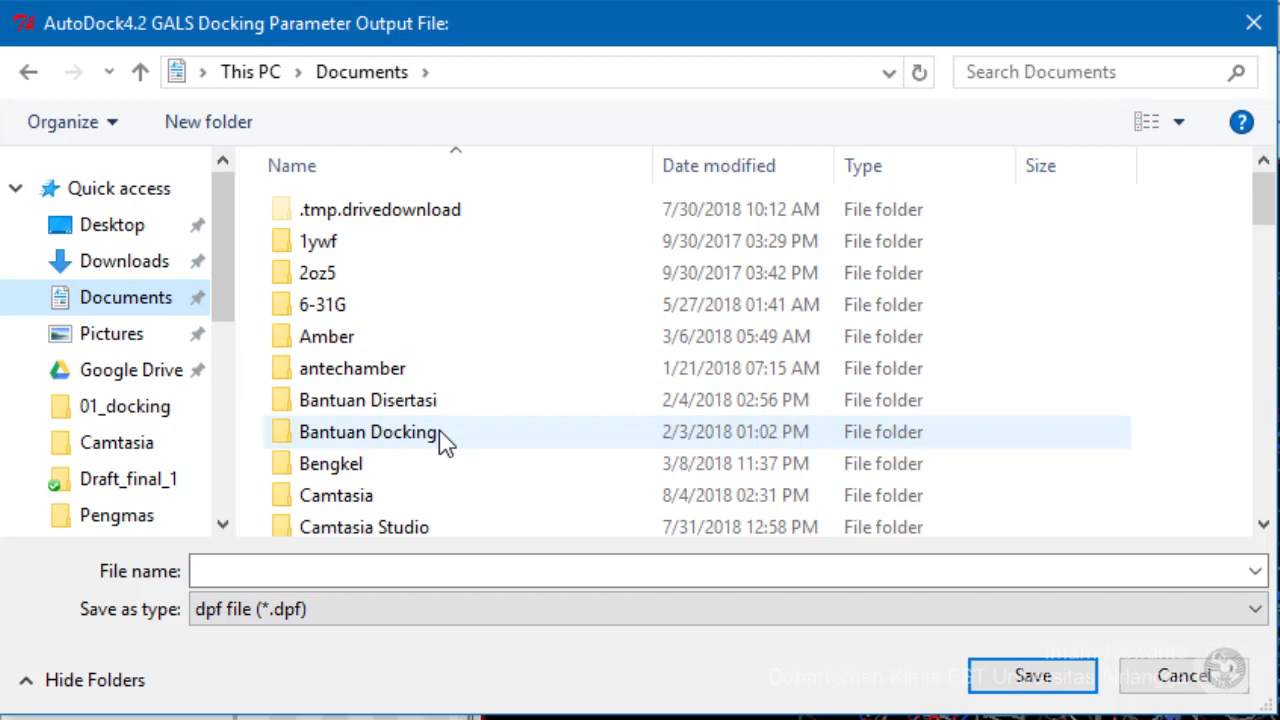 AutoDock4.2 GALS Docking Parameter Output File:
This PC > Documents >
Search Documents
Organize
New folder
Name
Date modified
Type
Size
Quick access
Desktop
Downloads
Documents
Pictures
Google Drive
01_docking
Camtasia
Draft_final_1
Pengmas
.tmp.drivedownload 7/30/2018 10:12 AM File folder
1ywf 9/30/2017 03:29 PM File folder
2oz5 9/30/2017 03:42 PM File folder
6-31G 5/27/2018 01:41 AM File folder
Amber 3/6/2018 05:49 AM File folder
antechamber 1/21/2018 07:15 AM File folder
Bantuan Disertasi 2/4/2018 02:56 PM File folder
Bantuan Docking 2/3/2018 01:02 PM File folder
Bengkel 3/8/2018 11:37 PM File folder
Camtasia 8/4/2018 02:31 PM File folder
Camtasia Studio 7/31/2018 12:58 PM File folder
File name:
Save as type: dpf file (*.dpf)
Hide Folders
Save
Cancel